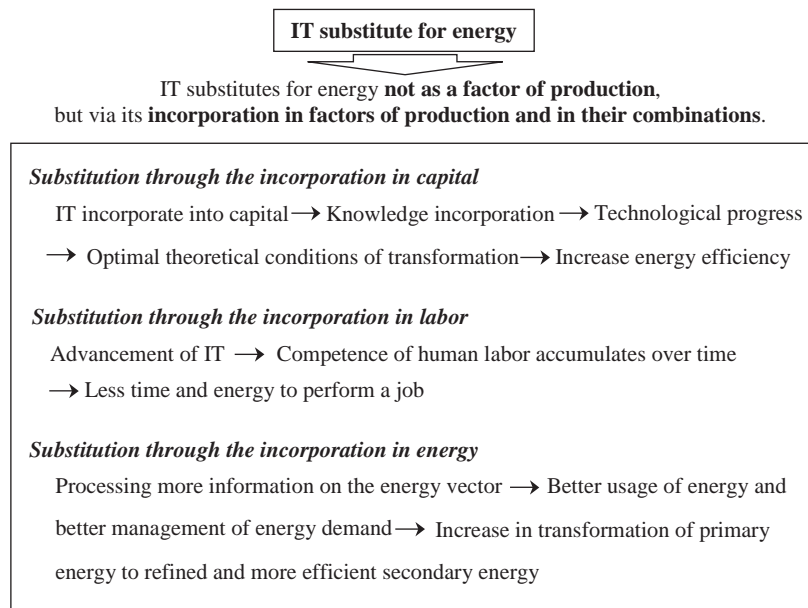 IT substitute for energy
IT substitutes for energy not as a factor of production,
but via its incorporation in factors of production and in their combinations.
Substitution through the incorporation in capital
IT incorporate into capital → Knowledge incorporation → Technological progress
→ Optimal theoretical conditions of transformation → Increase energy efficiency
Substitution through the incorporation in labor
Advancement of IT → Competence of human labor accumulates over time
→ Less time and energy to perform a job
Substitution through the incorporation in energy
Processing more information on the energy vector → Better usage of energy and
better management of energy demand → Increase in transformation of primary
energy to refined and more efficient secondary energy